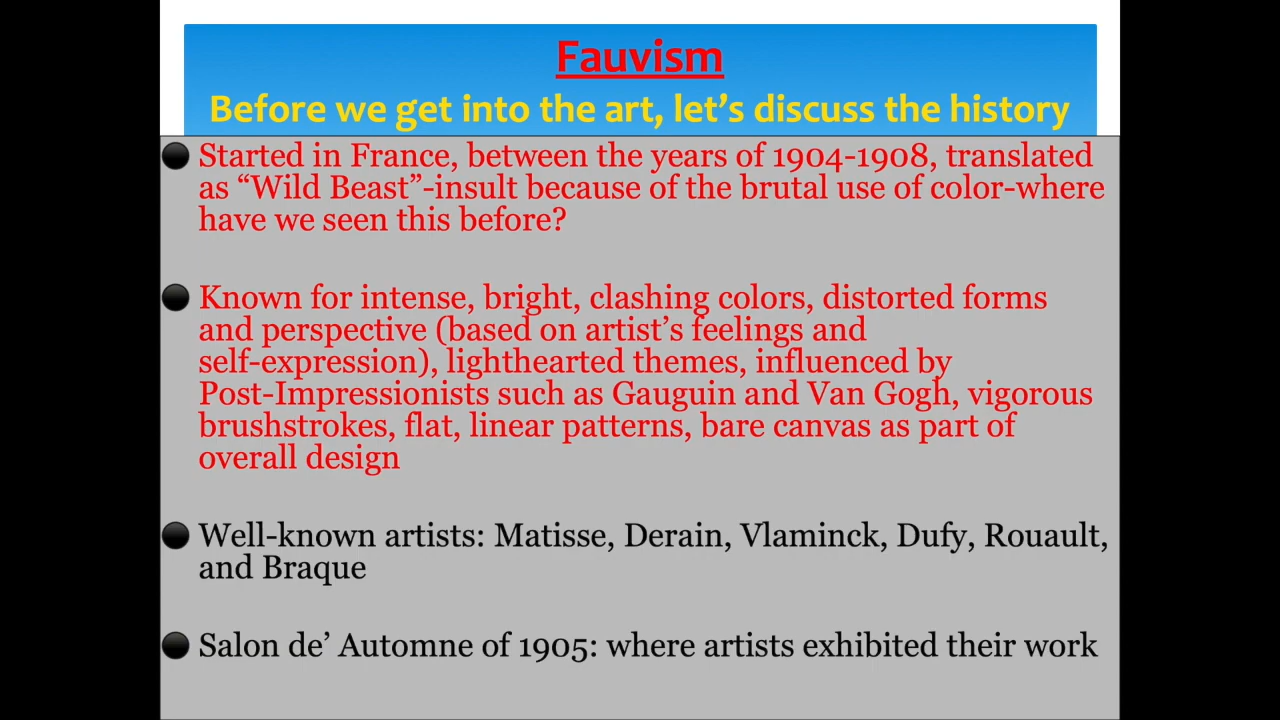 Fauvism
Before we get into the art, let’s discuss the history
Started in France, between the years of 1904-1908, translated
as “Wild Beast”-insult because of the brutal use of color-where
have we seen this before?
Known for intense, bright, clashing colors, distorted forms
and perspective (based on artist’s feelings and
self-expression), lighthearted themes, influenced by
Post-Impressionists such as Gauguin and Van Gogh, vigorous
brushstrokes, flat, linear patterns, bare canvas as part of
overall design
Well-known artists: Matisse, Derain, Vlaminck, Dufy, Rouault,
and Braque
Salon de’ Automne of 1905: where artists exhibited their work